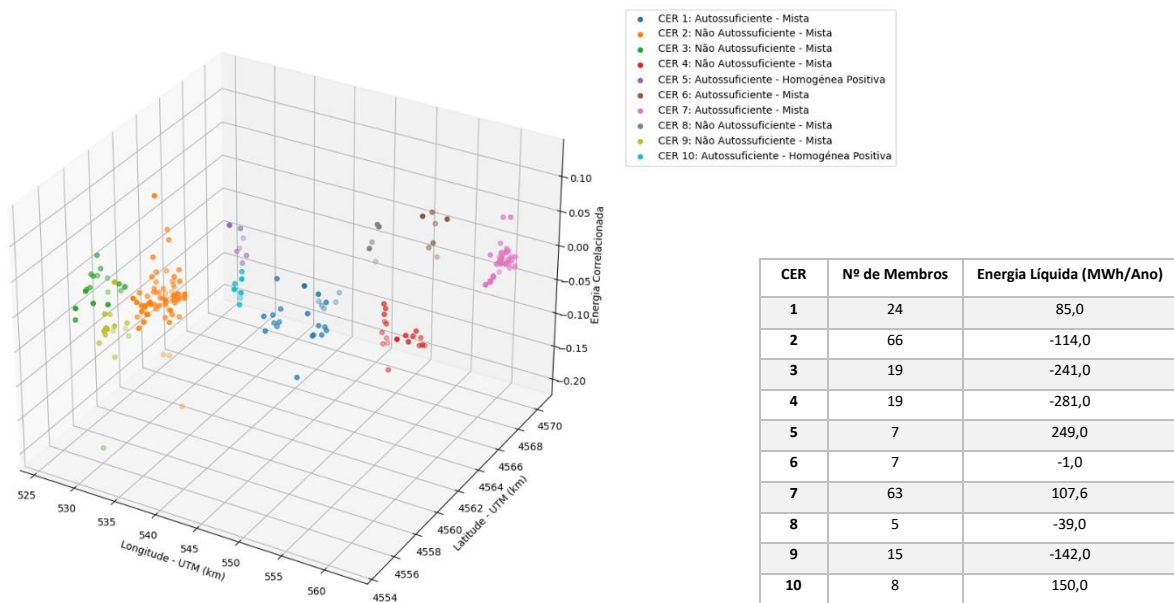 CER 1: Autossuficiente - Mista
CER 2: Não Autossuficiente - Mista
CER 3: Não Autossuficiente - Mista
CER 4: Não Autossuficiente - Mista
CER 5: Autossuficiente - Homogénea Positiva
CER 6: Autossuficiente - Mista
CER 7: Autossuficiente - Mista
CER 8: Não Autossuficiente - Mista
CER 9: Não Autossuficiente - Mista
CER 10: Autossuficiente - Homogénea Positiva
0.10
0.05
0.00
-0.05
-0.10
-0.15
-0.20
Energia Correlacionada
4570
4568
4566
4564
4562
4560
4558
4556
4554
Latitude - UTM (km)
525
530
535
540
545
550
555
560
Longitude - UTM (km)
CER Nº de Membros Energia Líquida (MWh/Ano)
1 24 85,0
2 66 -114,0
3 19 -241,0
4 19 -281,0
5 7 249,0
6 7 -1,0
7 63 107,6
8 5 -39,0
9 15 -142,0
10 8 150,0